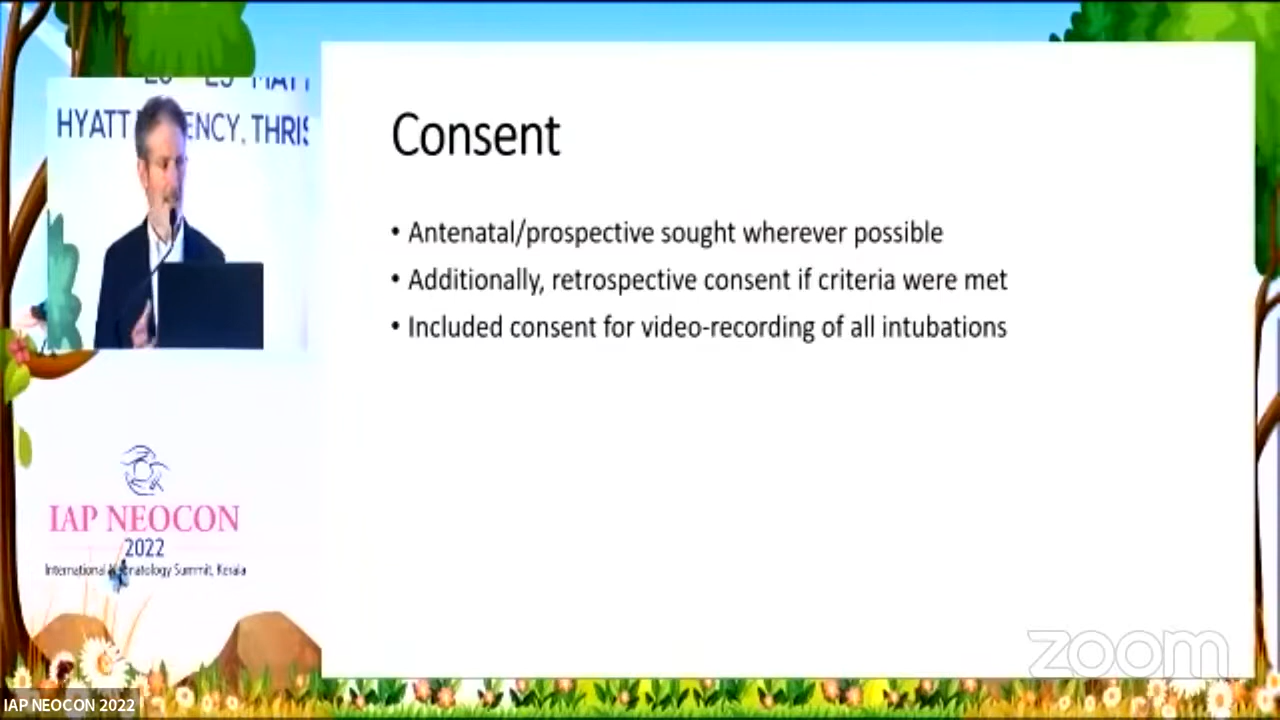 HYATT ENCY, THRIS
Consent
• Antenatal/prospective sought wherever possible
• Additionally, retrospective consent if criteria were met
• Included consent for video-recording of all intubations
IAP NEOCON
2022
International Neonatology Summit, Kerala
zoom
IAP NEOCON 2022